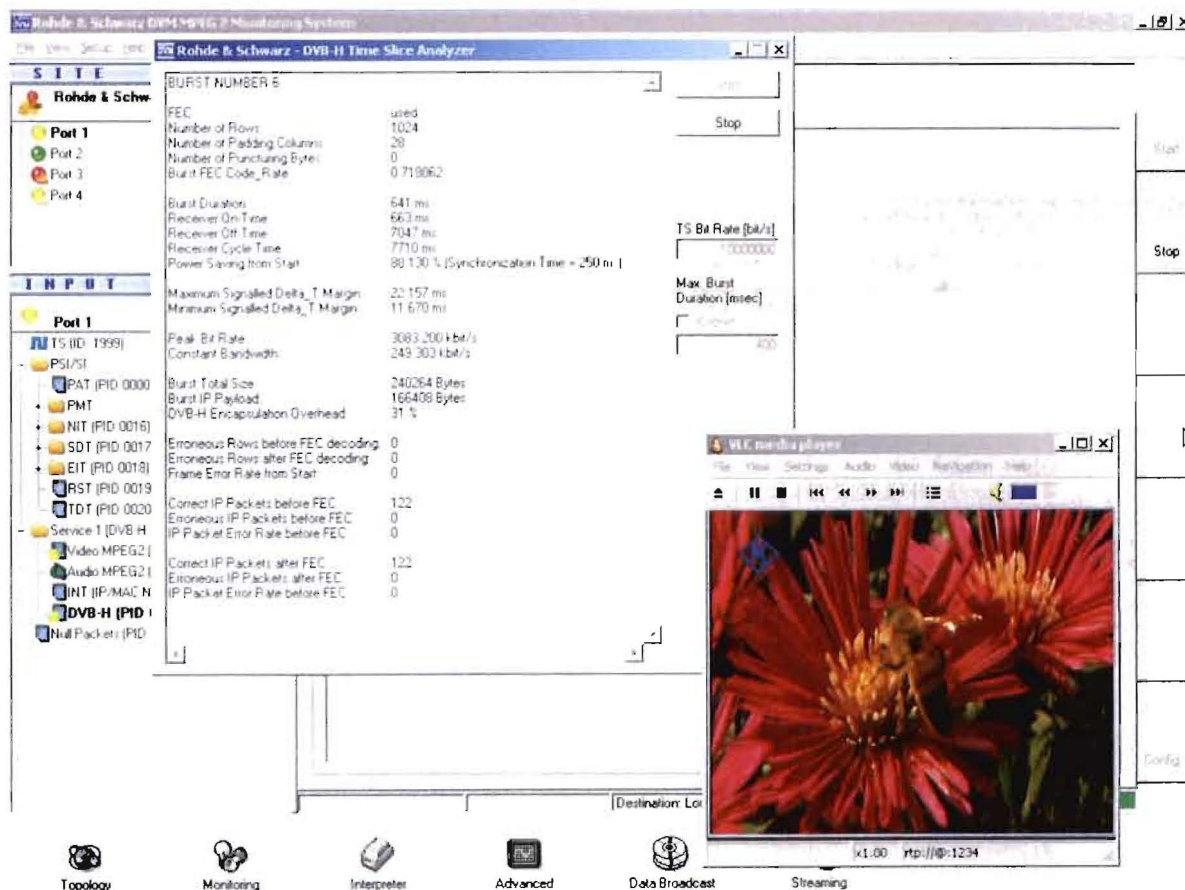 Rohde & Schwarz DVM MPEG 2 Monitoring System
File View Setup Help
SITE
Rohde & Schw
Port 1
Port 2
Port 3
Port 4
INPUT
Port 1
TS (ID 1999)
PSI/SI
PAT (PID 0000
PMT
NIT (PID 0016)
SDT (PID 0017
EIT (PID 0018)
RST (PID 0019
TDT (PID 0020
Service 1 (DVB-H
Video MPEG2 (
Audio MPEG2 (
INT (IP/MAC N
DVB-H (PID
Null Packets (PID
Rohde & Schwarz - DVB-H Time Slice Analyzer
BURST NUMBER 6
FEC used
Number of Rows 1024
Number of Padding Columns 28
Number of Puncturing Bytes 0
Burst FEC Code_Rate 0.718062
Burst Duration 641 ms
Receiver On-Time 663 ms
Receiver Off Time 7047 ms
Receiver Cycle Time 7710 ms
Power Saving from Start 88.130 % (Synchronization Time = 250 m
Maximum Signalled Delta_T Margin 22.157 ms
Minimum Signalled Delta_T Margin 11.670 ms
Peak Bit Rate 3083.200 kbit/s
Constant Bandwidth 249.303 kbit/s
Burst Total Size 240264 Bytes
Burst IP Payload 166408 Bytes
DVB-H Encapsulation Overhead 31 %
Erroneous Rows before FEC decoding 0
Erroneous Rows after FEC decoding 0
Frame Error Rate from Start 0
Correct IP Packets before FEC 122
Erroneous IP Packets before FEC 0
IP Packet Error Rate before FEC 0
Correct IP Packets after FEC 122
Erroneous IP Packets after FEC 0
IP Packet Error Rate before FEC 0
Start
Stop
TS Bit Rate [bit/s]
10000000
Max. Burst
Duration [msec]
400
Start
Stop
Config
VLC media player
File View Settings Audio Video Navigation Help
x1.00 rtp://@:1234
Destination: Lo
Topology
Monitoring
Interpreter
Advanced
Data Broadcast
Streaming